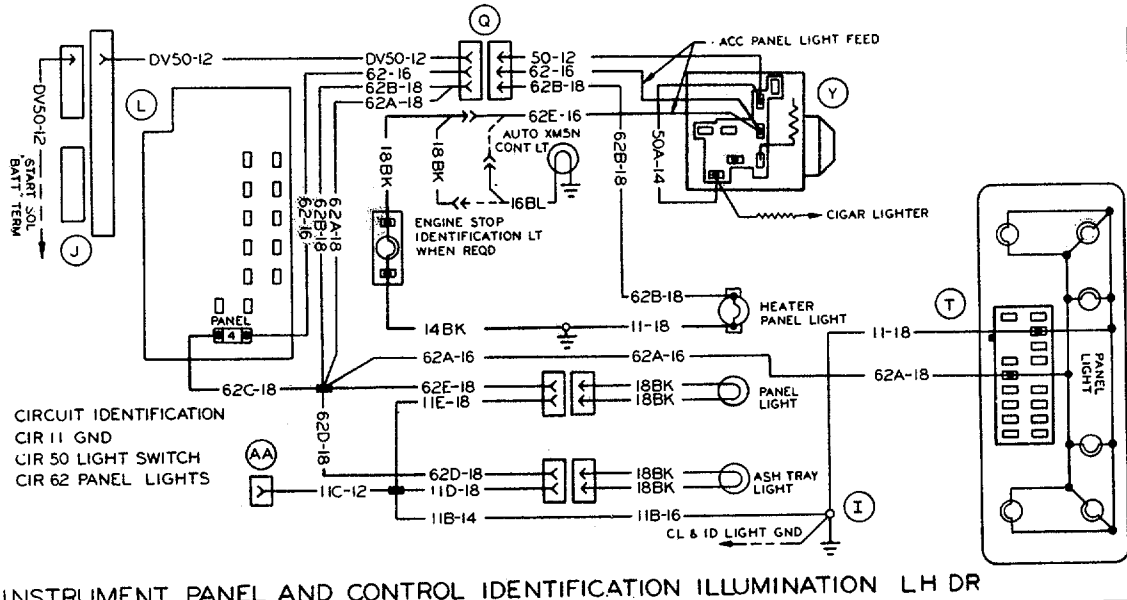 Q
DV50-12
DV50-12
50-12
ACC PANEL LIGHT FEED
62-16
62-16
62B-18
62B-18
Y
L
62A-18
62E-16
DV50-12
"START SOL
BATT" TERM
AUTO XMSN
CONT LT
18BK
18BK
62B-18
50A-14
16BL
62-16
62B-18
62A-18
CIGAR LIGHTER
J
ENGINE STOP
IDENTIFICATION LT
WHEN REQD
62B-18
HEATER
PANEL LIGHT
T
PANEL
4
14BK
11-18
11-18
62A-16
62A-16
62A-18
PANEL
LIGHT
62C-18
62E-18
18BK
11E-18
18BK
PANEL
LIGHT
CIRCUIT IDENTIFICATION
CIR 11 GND
CIR 50 LIGHT SWITCH
CIR 62 PANEL LIGHTS
62D-18
AA
62D-18
18BK
11C-12
11D-18
18BK
ASH TRAY
LIGHT
11B-14
11B-16
I
CL & ID LIGHT GND
INSTRUMENT PANEL AND CONTROL IDENTIFICATION ILLUMINATION LH DR